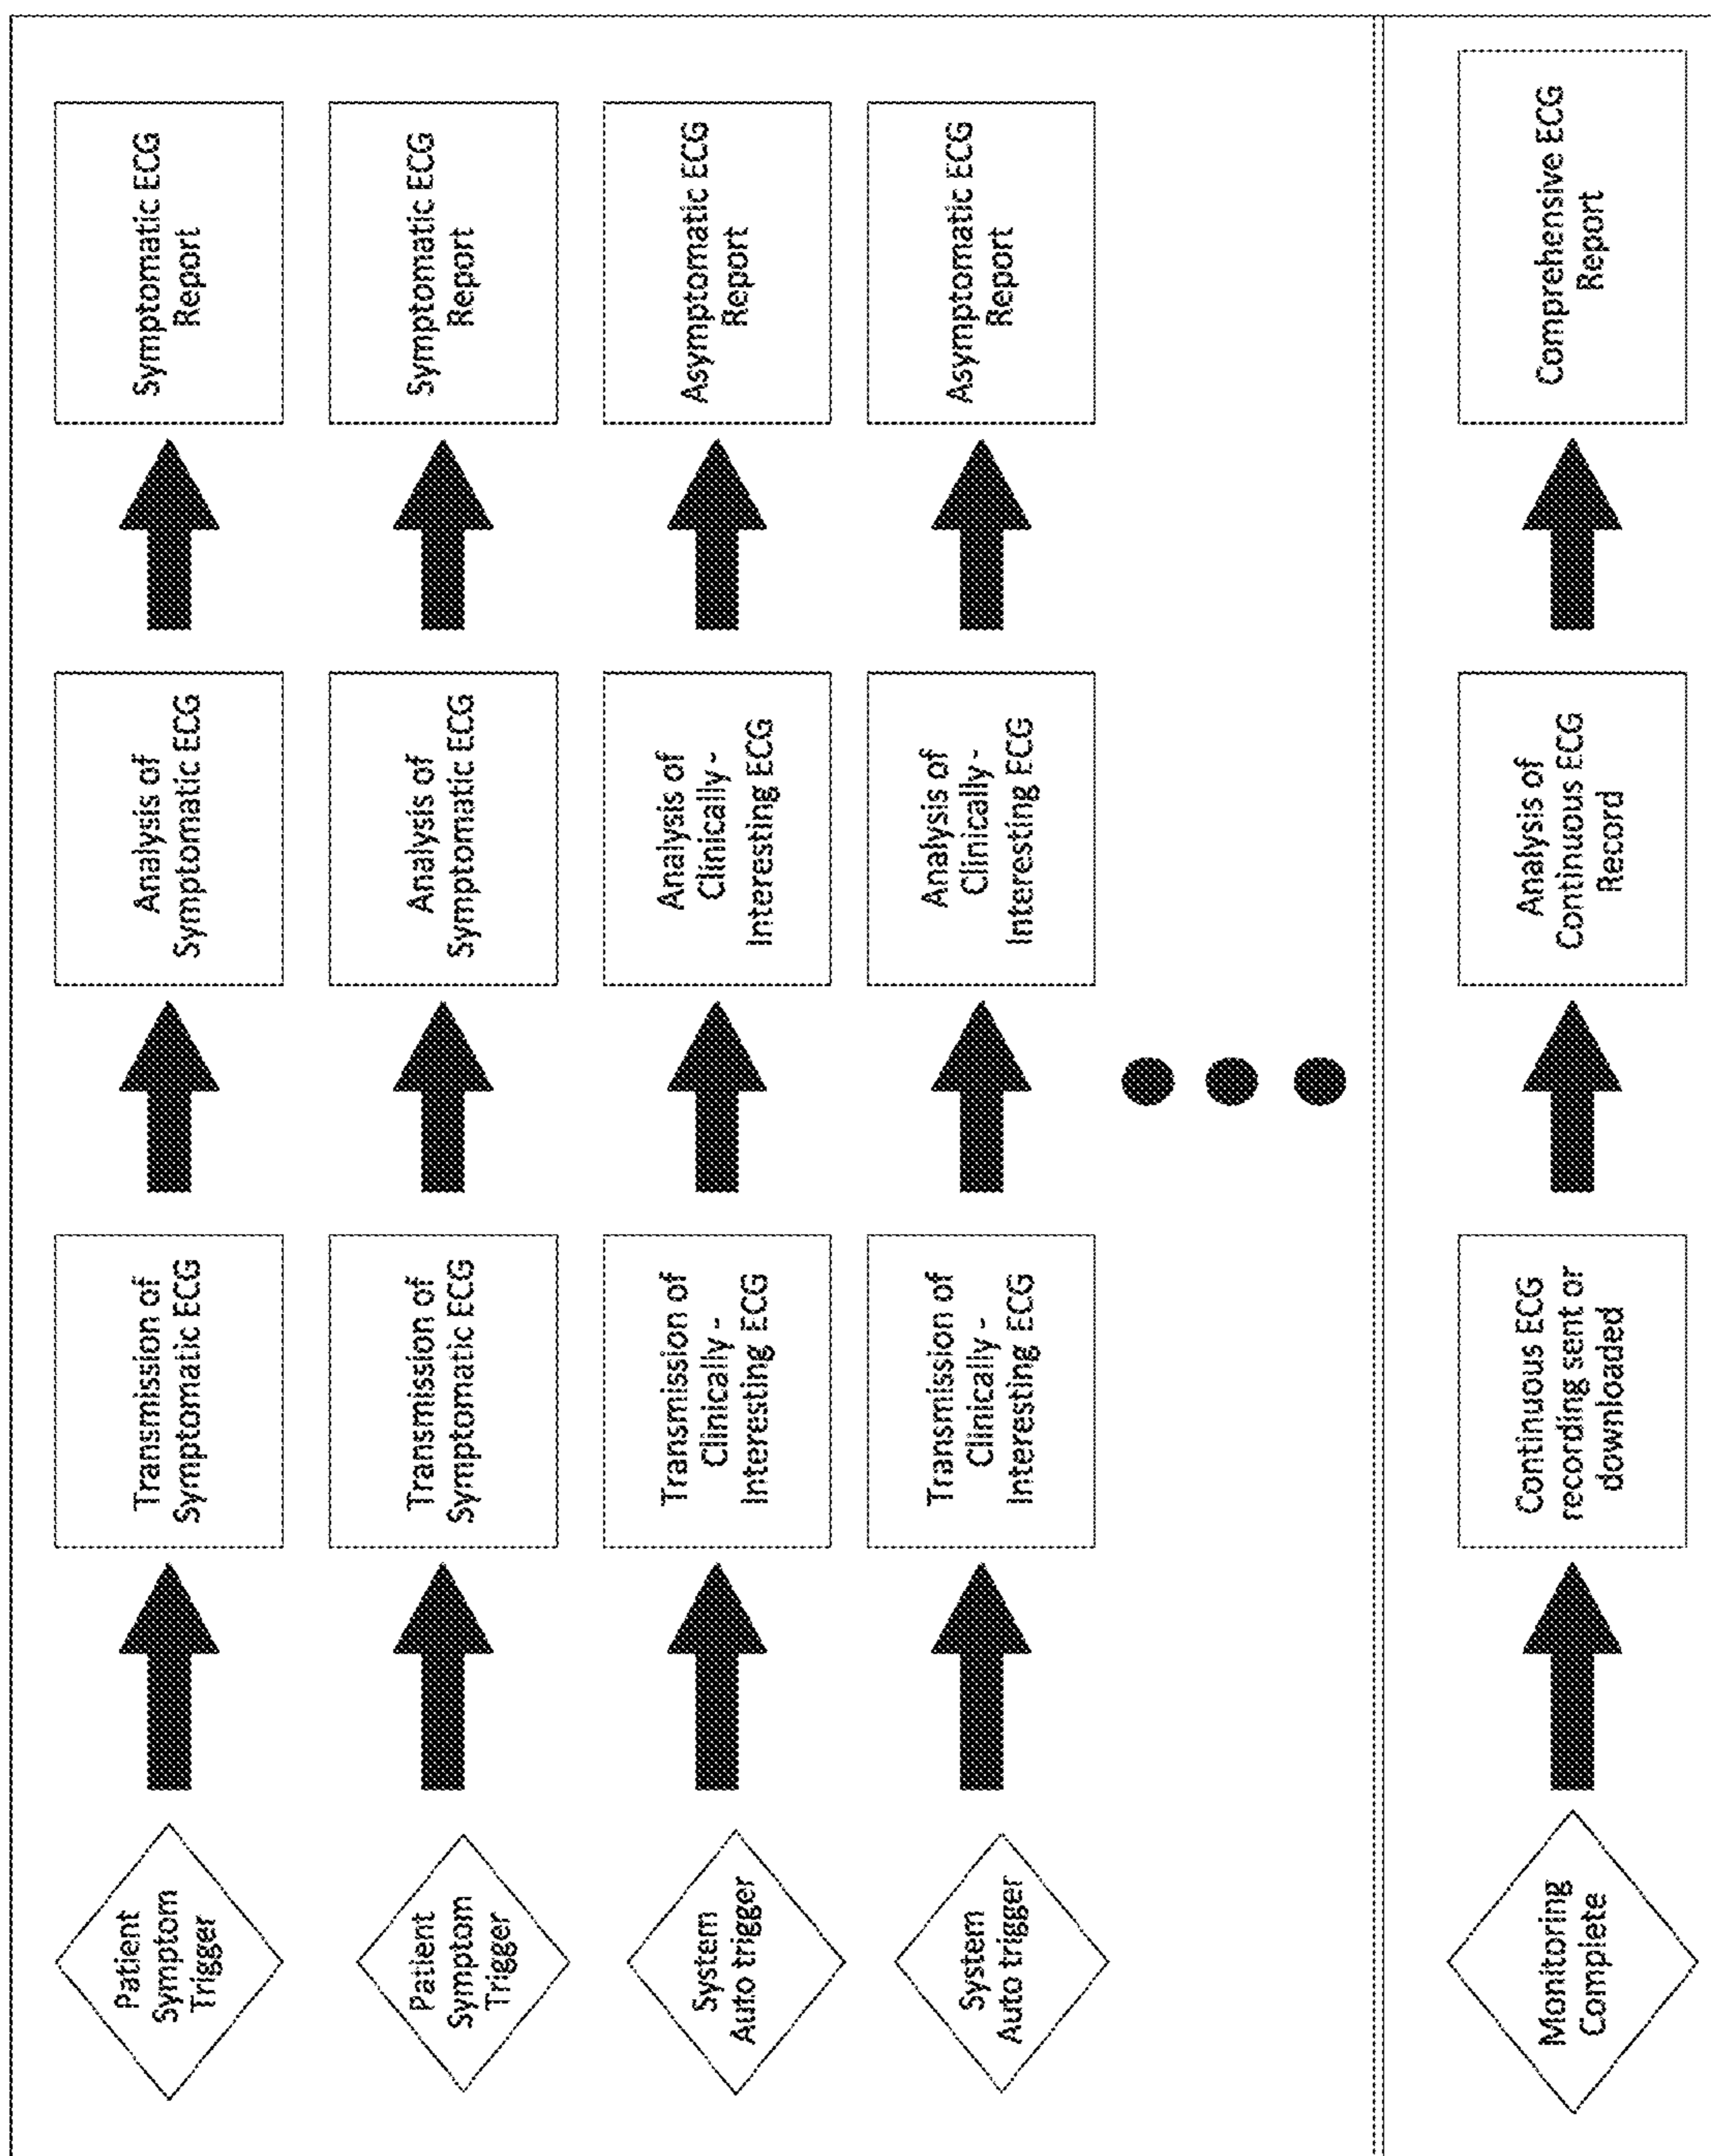 Patient
Symptom
Trigger
Transmission of
Symptomatic ECG
Analysis of
Symptomatic ECG
Symptomatic ECG
Report
Patient
Symptom
Trigger
Transmission of
Symptomatic ECG
Analysis of
Symptomatic ECG
Symptomatic ECG
Report
System
Auto trigger
Transmission of
Clinically -
Interesting ECG
Analysis of
Clinically -
Interesting ECG
Asymptomatic ECG
Report
System
Auto trigger
Transmission of
Clinically -
Interesting ECG
Analysis of
Clinically -
Interesting ECG
Asymptomatic ECG
Report
Monitoring
Complete
Continuous ECG
recording sent or
downloaded
Analysis of
Continuous ECG
Record
Comprehensive ECG
Report